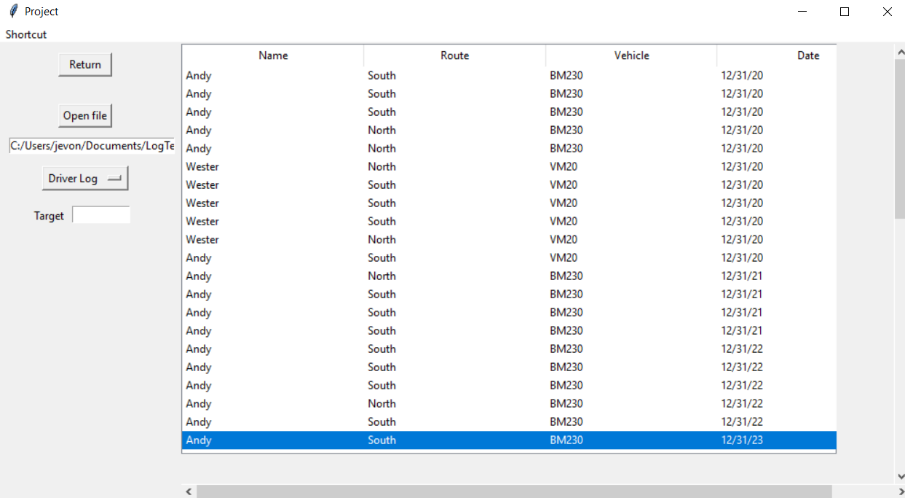 Project
Shortcut
Return
Open file
C:/Users/jevon/Documents/LogTe
Driver Log
Target
Name Route Vehicle Date
Andy South BM230 12/31/20
Andy South BM230 12/31/20
Andy South BM230 12/31/20
Andy North BM230 12/31/20
Andy North BM230 12/31/20
Wester North VM20 12/31/20
Wester South VM20 12/31/20
Wester South VM20 12/31/20
Wester South VM20 12/31/20
Wester North VM20 12/31/20
Andy South VM20 12/31/20
Andy North BM230 12/31/21
Andy South BM230 12/31/21
Andy South BM230 12/31/21
Andy South BM230 12/31/21
Andy South BM230 12/31/22
Andy South BM230 12/31/22
Andy South BM230 12/31/22
Andy North BM230 12/31/22
Andy South BM230 12/31/22
Andy South BM230 12/31/23